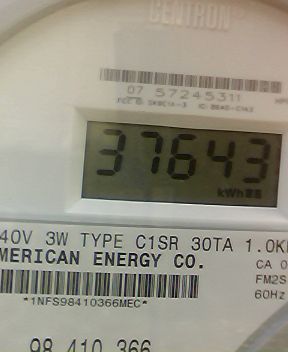 CENTRON®
07 57245311
37643
kWh
40V 3W TYPE C1SR 30TA 1.0K
MERICAN ENERGY CO.
CA 0
FM2S
*1NFS98410366MEC*
60Hz
98 410 366